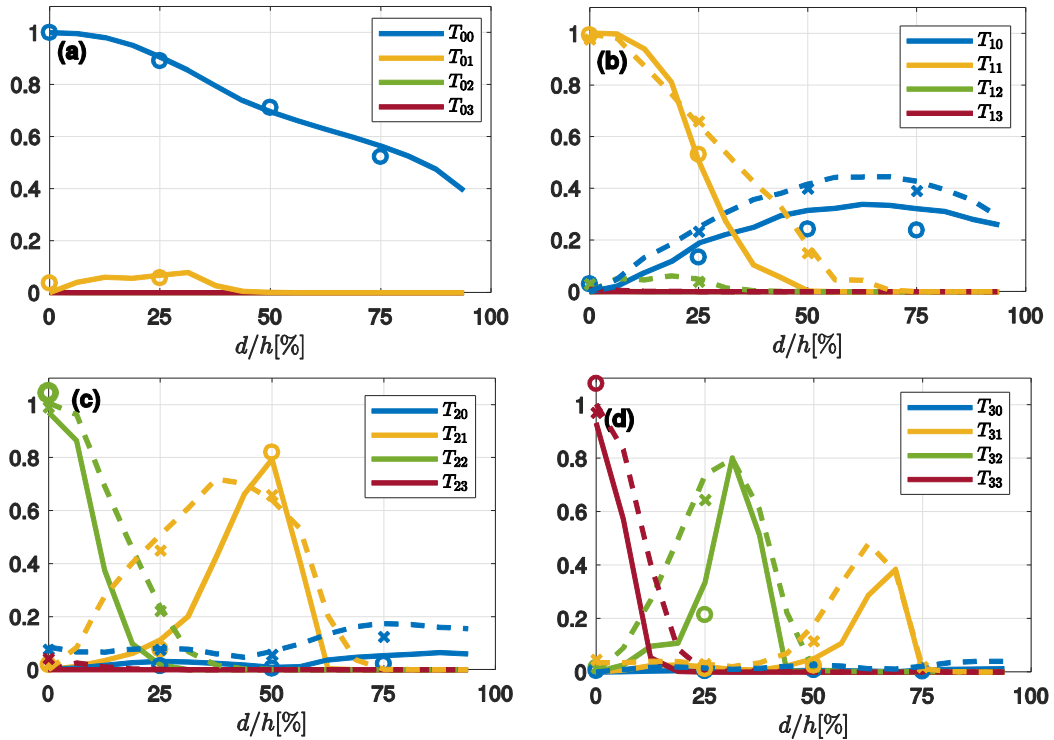 1
0.8
0.6
0.4
0.2
0
(a)
T₀₀
T₀₁
T₀₂
T₀₃
0 25 50 75 100
d/h[%]
1
0.8
0.6
0.4
0.2
0
(b)
T₁₀
T₁₁
T₁₂
T₁₃
0 25 50 75 100
d/h[%]
1
0.8
0.6
0.4
0.2
0
(c)
T₂₀
T₂₁
T₂₂
T₂₃
0 25 50 75 100
d/h[%]
1
0.8
0.6
0.4
0.2
0
(d)
T₃₀
T₃₁
T₃₂
T₃₃
0 25 50 75 100
d/h[%]